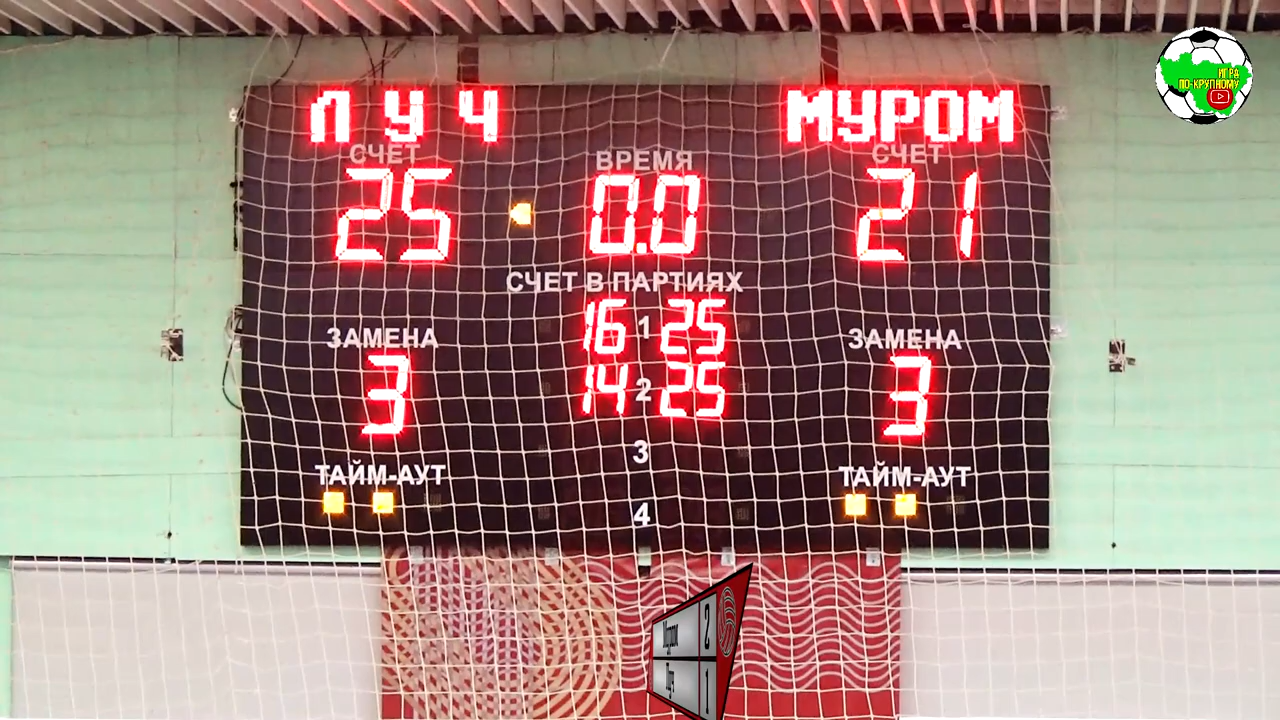 ИГРА
ПО-КРУПНОМУ
ЛУЧ МУРОМ
СЧЕТ ВРЕМЯ СЧЕТ
25 0.0 21
СЧЕТ В ПАРТИЯХ
16 1 25
ЗАМЕНА ЗАМЕНА
3 14 2 25 3
3
ТАЙМ-АУТ ТАЙМ-АУТ
4
Муром 2
Луч 1